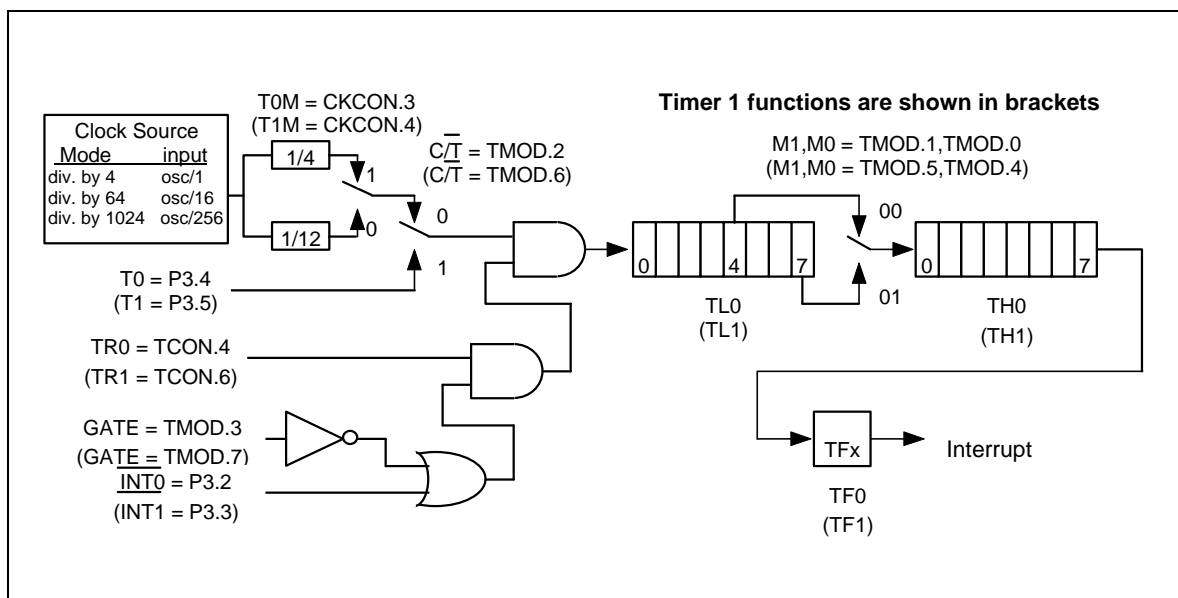 T0M = CKCON.3
(T1M = CKCON.4)
Timer 1 functions are shown in brackets
Clock Source
Mode input
div. by 4 osc/1
div. by 64 osc/16
div. by 1024 osc/256
1/4
1/12
1
0
C/T̅ = TMOD.2
(C/T̅ = TMOD.6)
0
1
M1,M0 = TMOD.1,TMOD.0
(M1,M0 = TMOD.5,TMOD.4)
00
01
0 4 7
0 7
T0 = P3.4
(T1 = P3.5)
TL0
(TL1)
TH0
(TH1)
TR0 = TCON.4
(TR1 = TCON.6)
GATE = TMOD.3
(GATE = TMOD.7)
I̅N̅T̅0̅ = P3.2
(I̅N̅T̅1̅ = P3.3)
TFx
Interrupt
TF0
(TF1)